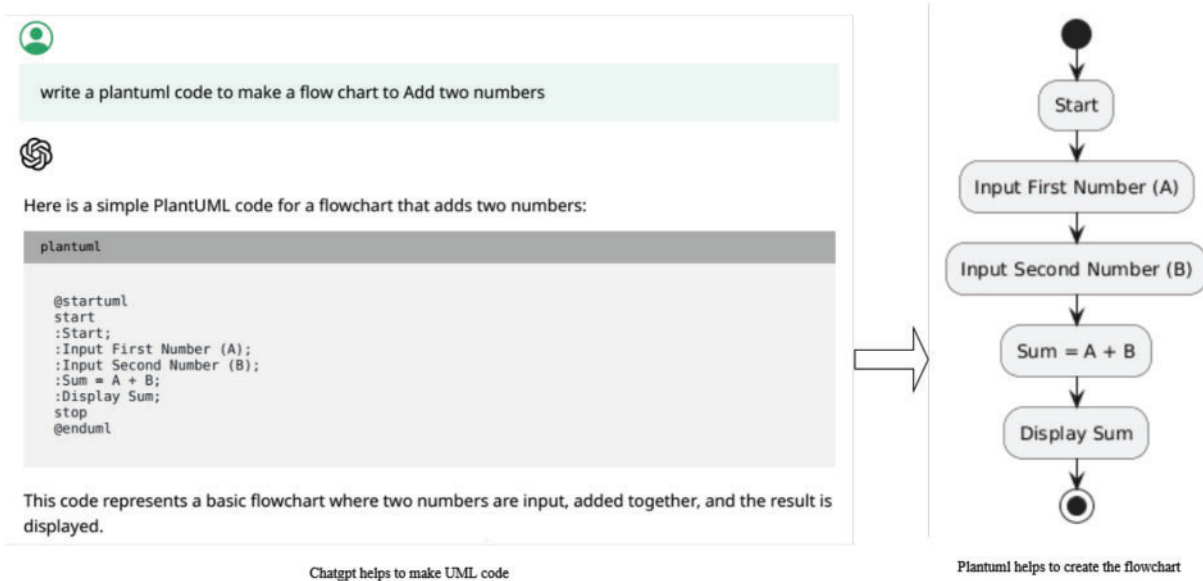 write a plantuml code to make a flow chart to Add two numbers
Here is a simple PlantUML code for a flowchart that adds two numbers:
plantuml
@startuml
start
:Start;
:Input First Number (A);
:Input Second Number (B);
:Sum = A + B;
:Display Sum;
stop
@enduml
This code represents a basic flowchart where two numbers are input, added together, and the result is
displayed.
Chatgpt helps to make UML code
Start
Input First Number (A)
Input Second Number (B)
Sum = A + B
Display Sum
Plantuml helps to create the flowchart